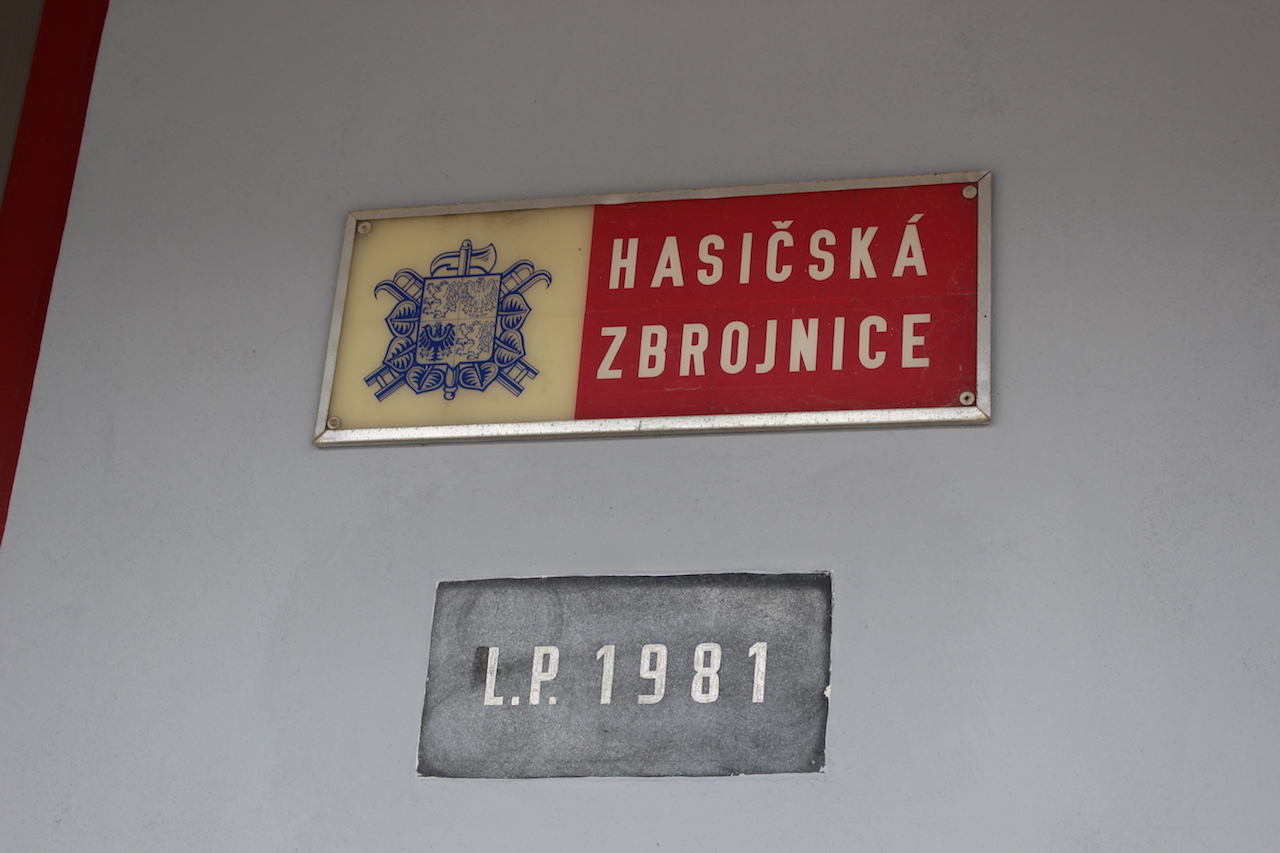 HASIČSKÁ
ZBROJNICE
L.P. 1981